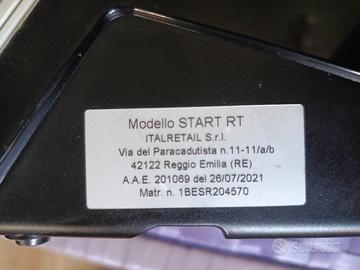 Modello START RT
ITALRETAIL S.r.l.
Via del Paracadutista n.11-11/a/b
42122 Reggio Emilia (RE)
A.A.E. 201069 del 26/07/2021
Matr. n. 1BESR204570
subito